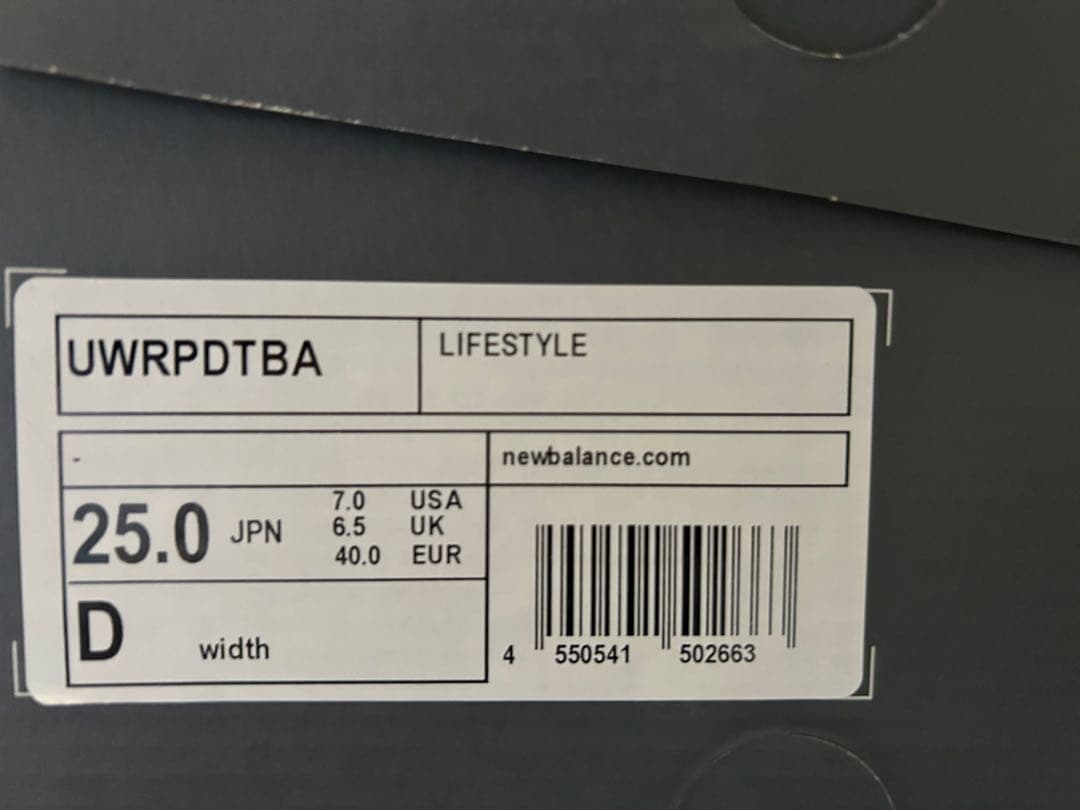 UWRPDTBA
LIFESTYLE
-
newbalance.com
25.0 JPN
7.0 USA
6.5 UK
40.0 EUR
D width
4 550541 502663